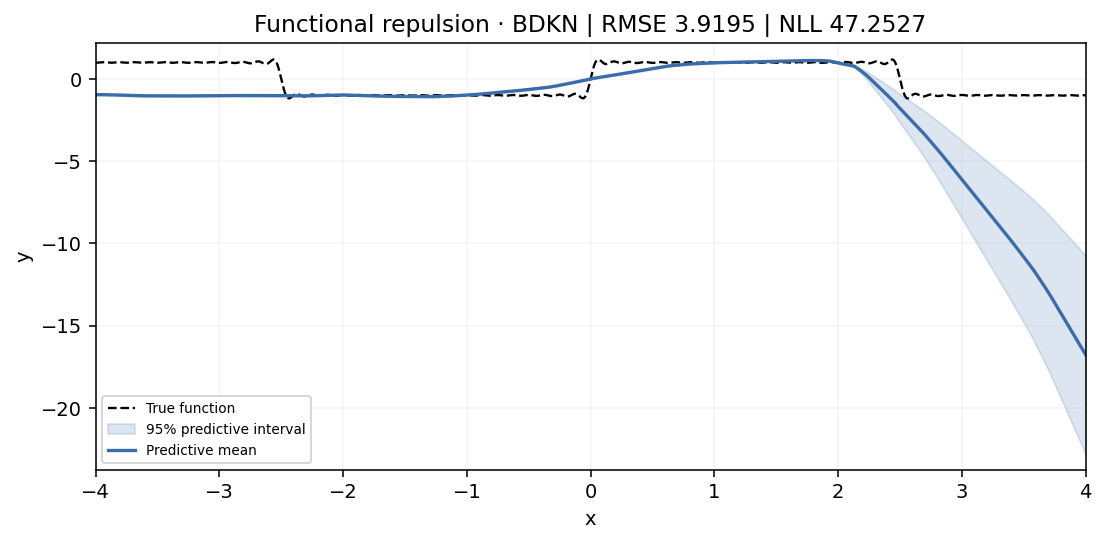 Functional repulsion · BDKN | RMSE 3.9195 | NLL 47.2527
y
0
−5
−10
−15
−20
True function
95% predictive interval
Predictive mean
−4 −3 −2 −1 0 1 2 3 4
x